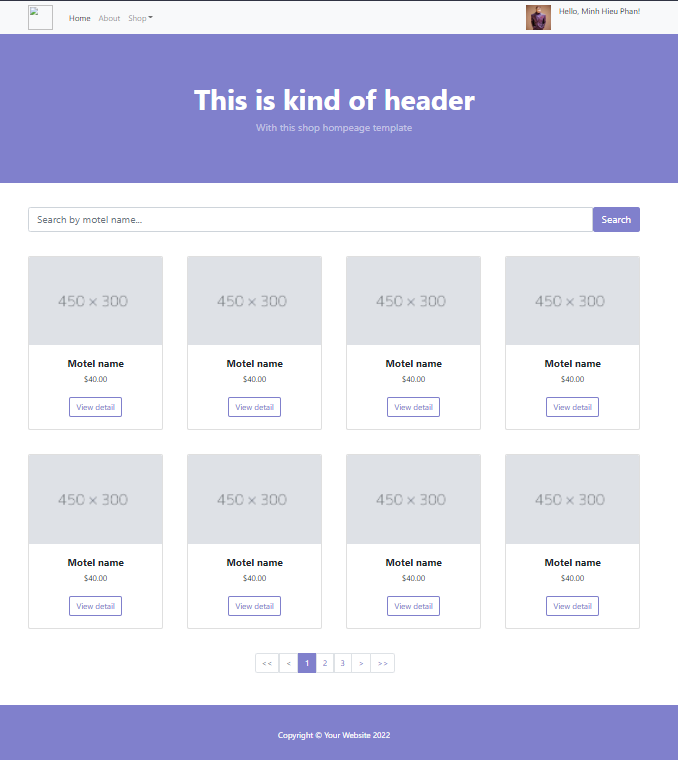 Home About Shop Hello, Minh Hieu Phan!
This is kind of header
With this shop hompeage template
Search by motel name... Search
450 × 300 450 × 300 450 × 300 450 × 300
Motel name Motel name Motel name Motel name
$40.00 $40.00 $40.00 $40.00
View detail View detail View detail View detail
450 × 300 450 × 300 450 × 300 450 × 300
Motel name Motel name Motel name Motel name
$40.00 $40.00 $40.00 $40.00
View detail View detail View detail View detail
<< < 1 2 3 > >>
Copyright © Your Website 2022